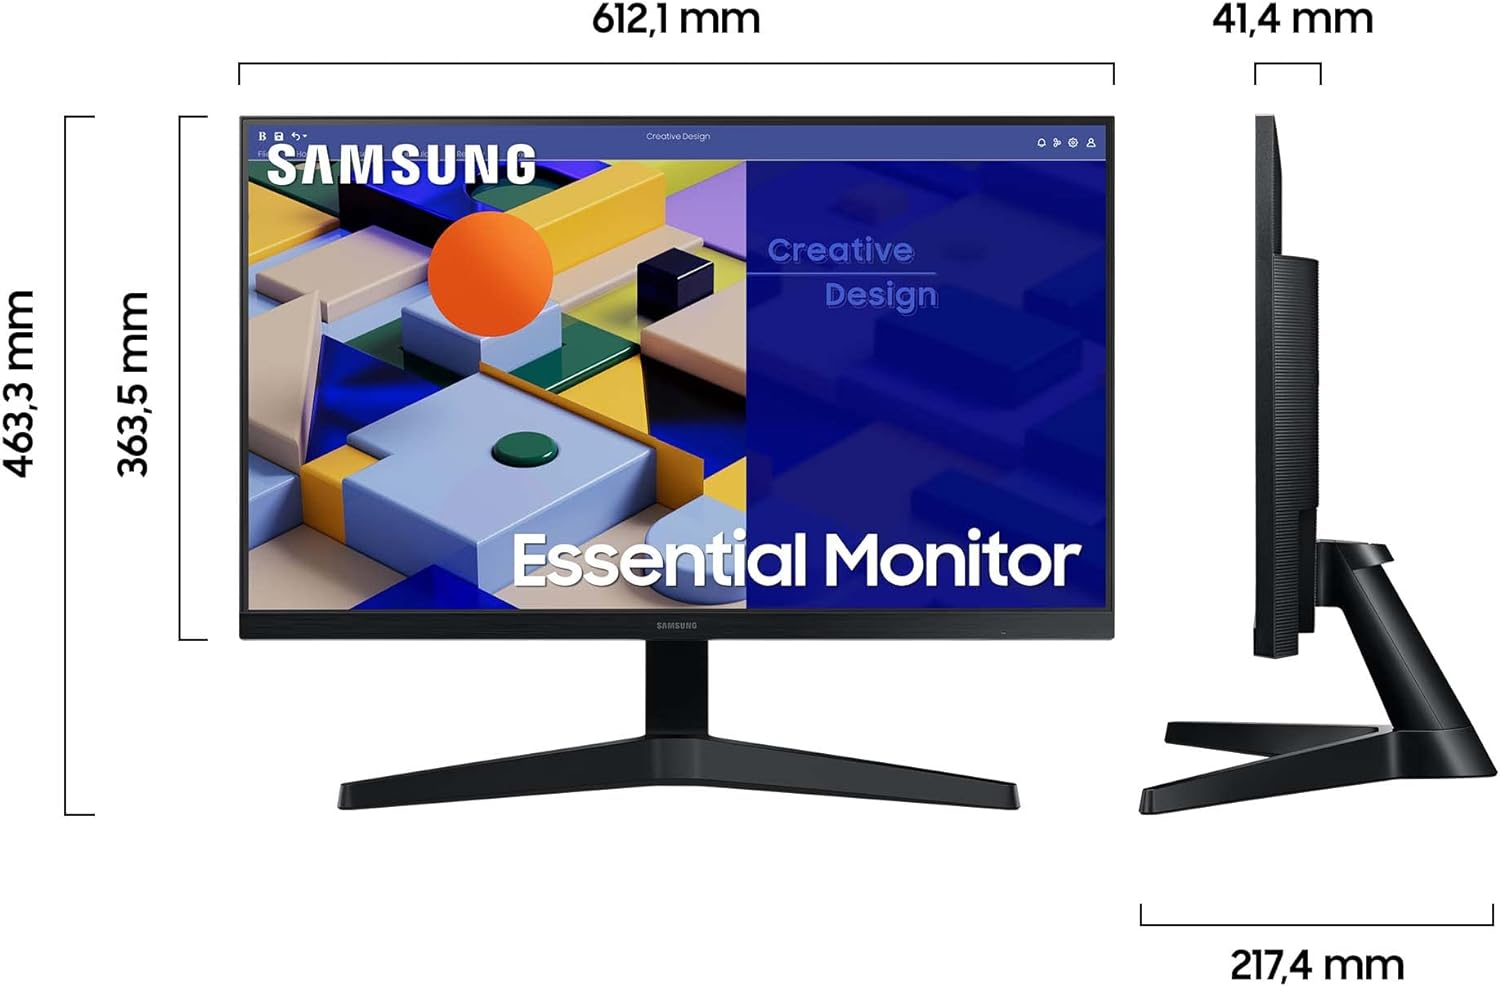 612,1 mm
41,4 mm
463,3 mm
363,5 mm
B
Creative Design
SAMSUNG
Creative
Design
Essential Monitor
SAMSUNG
217,4 mm